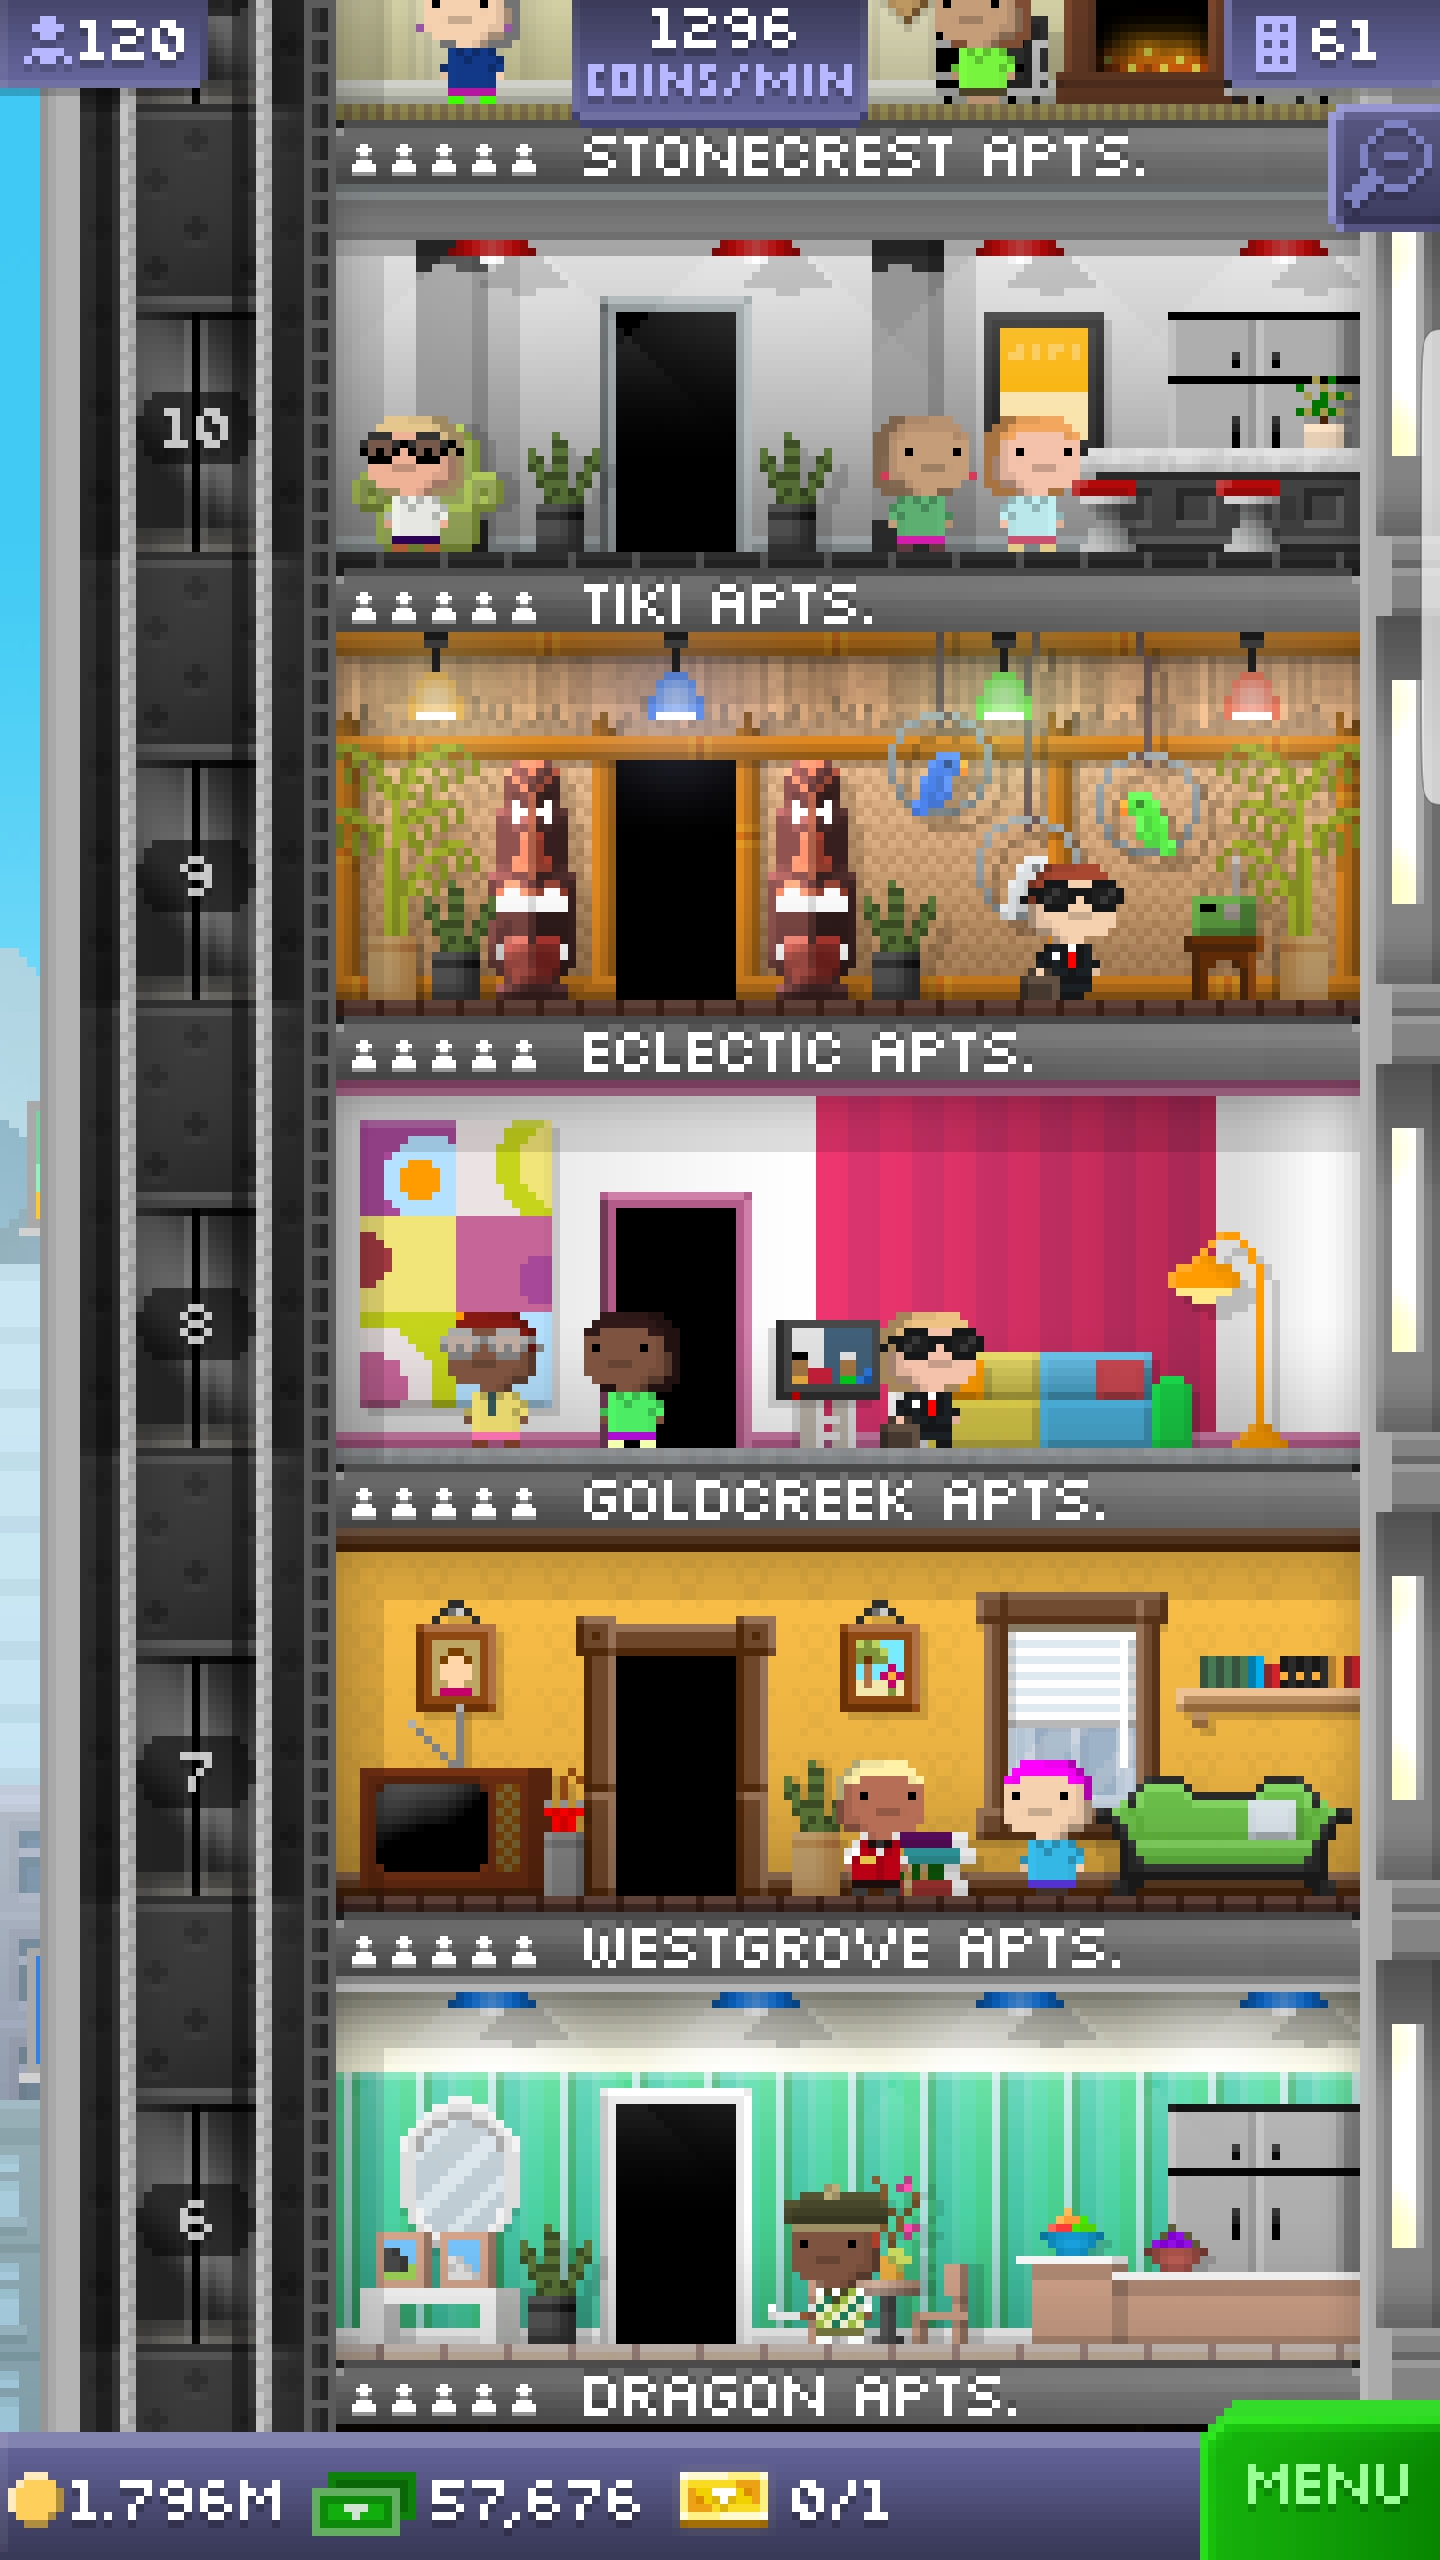 120
1296
COINS/MIN
61
STONECREST APTS.
10
TIKI APTS.
9
ECLECTIC APTS.
8
GOLDCREEK APTS.
7
WESTGROVE APTS.
6
DRAGON APTS.
1.796M
57,676
0/1
MENU